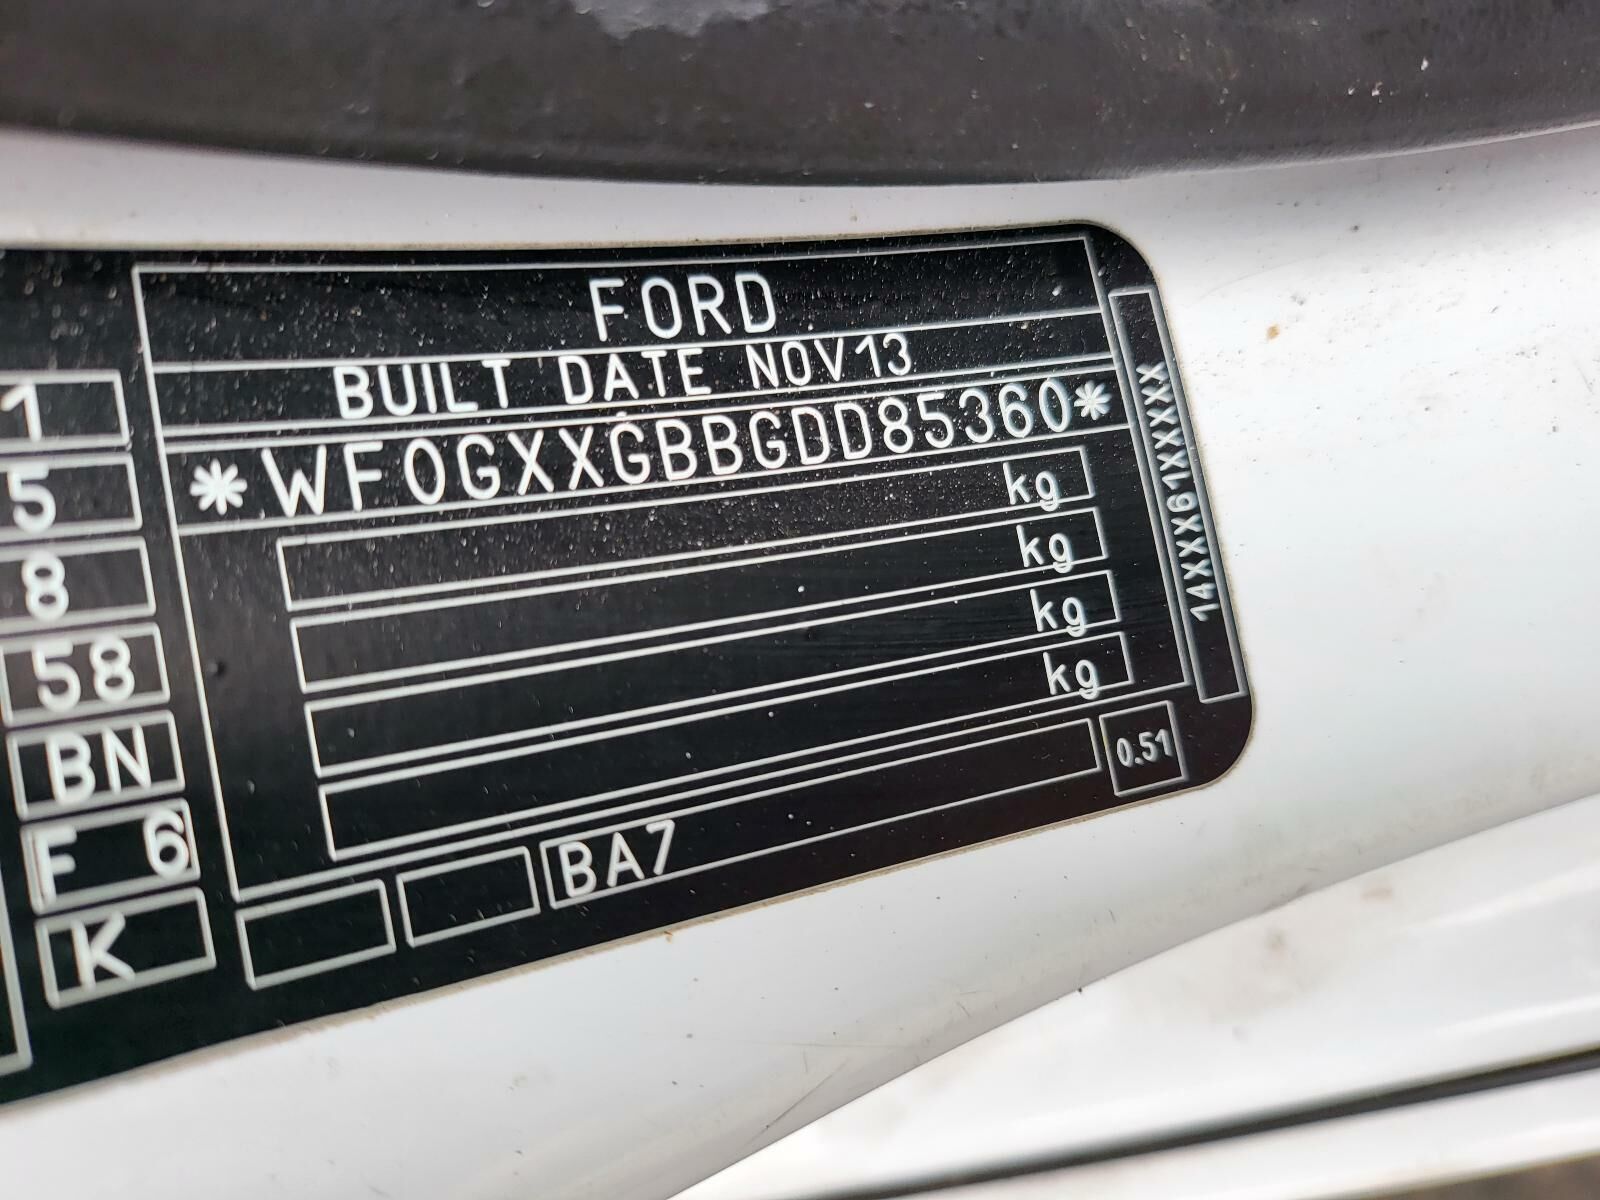 FORD
BUILT DATE NOV13
*WF0GXXGBBGDD85360*
kg
kg
kg
kg
1
5
8
58
BN
F 6
K
BA7
0.51
14XXX61XXXX